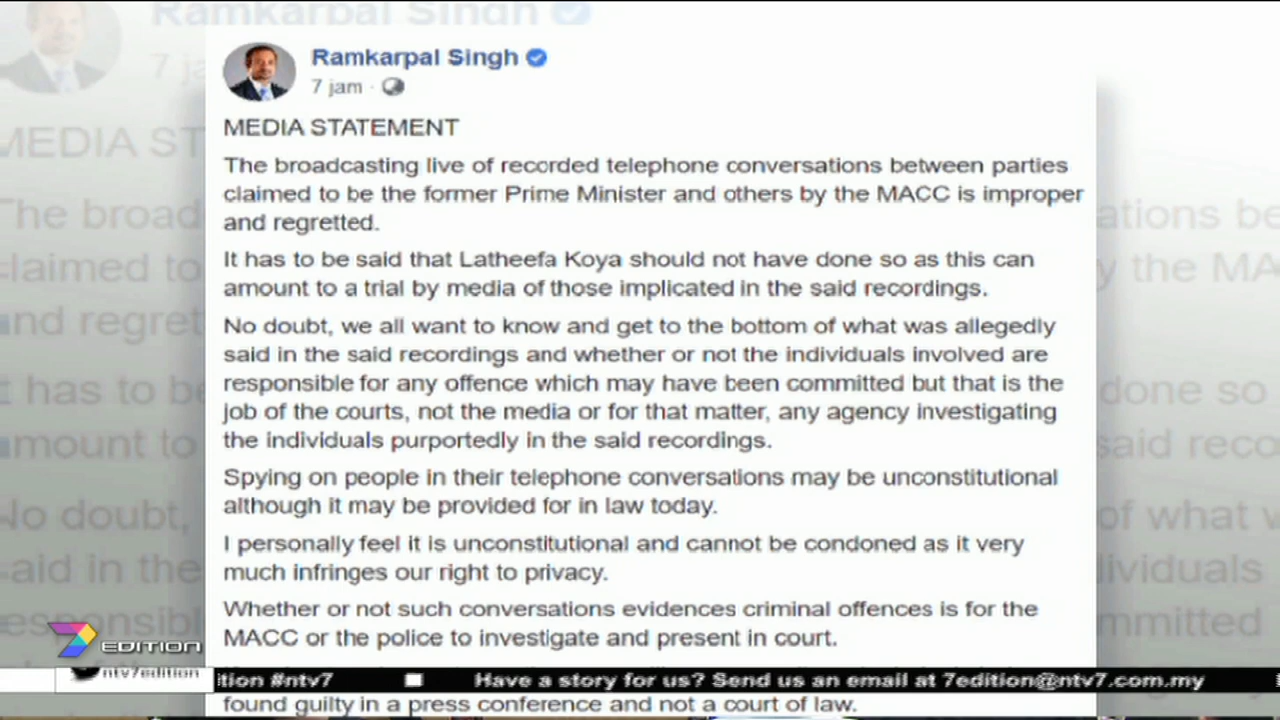 Ramkarpal Singh
7 jam ·
MEDIA STATEMENT
The broadcasting live of recorded telephone conversations between parties
claimed to be the former Prime Minister and others by the MACC is improper
and regretted.
It has to be said that Latheefa Koya should not have done so as this can
amount to a trial by media of those implicated in the said recordings.
No doubt, we all want to know and get to the bottom of what was allegedly
said in the said recordings and whether or not the individuals involved are
responsible for any offence which may have been committed but that is the
job of the courts, not the media or for that matter, any agency investigating
the individuals purportedly in the said recordings.
Spying on people in their telephone conversations may be unconstitutional
although it may be provided for in law today.
I personally feel it is unconstitutional and cannot be condoned as it very
much infringes our right to privacy.
Whether or not such conversations evidences criminal offences is for the
MACC or the police to investigate and present in court.
7 EDITION
ntv7edition
ition #ntv7 Have a story for us? Send us an email at 7edition@ntv7.com.my
found guilty in a press conference and not a court of law.